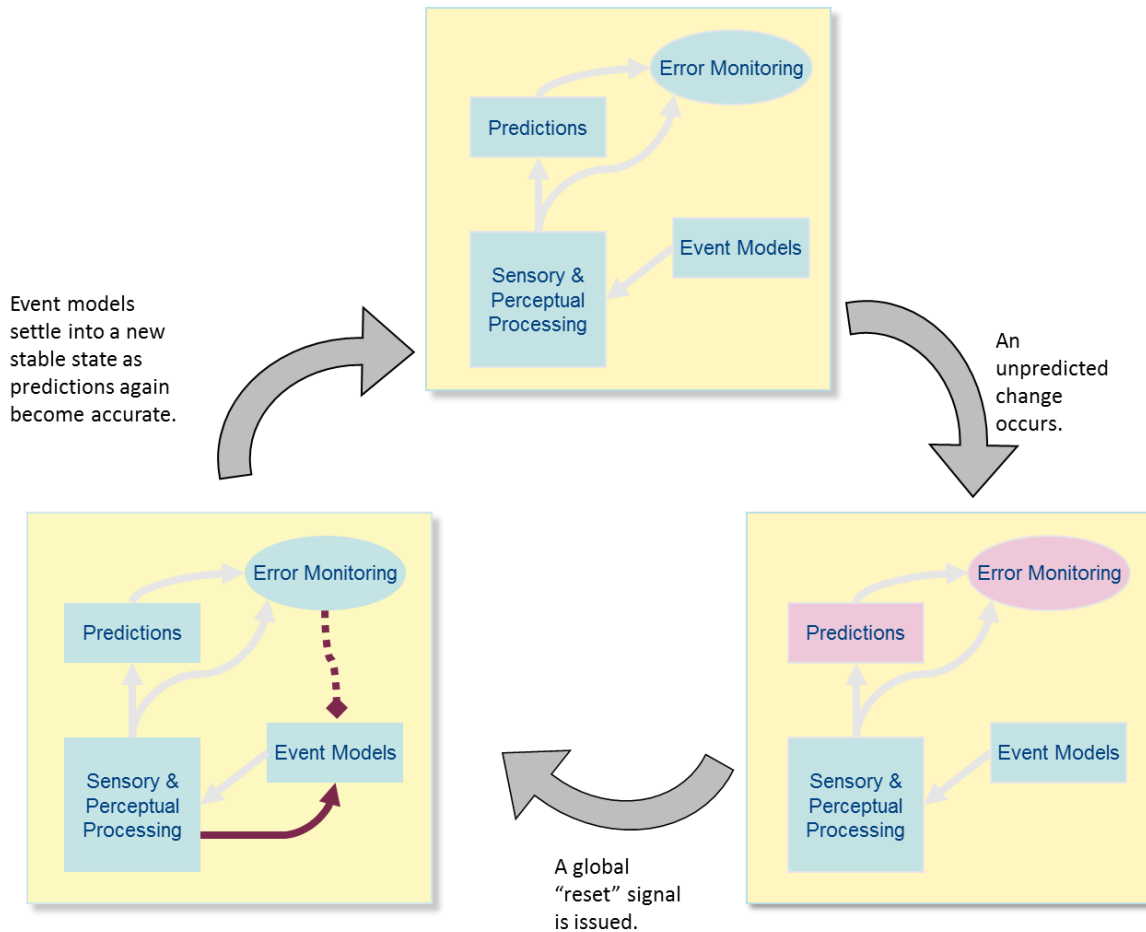 Error Monitoring
Predictions
Event Models
Sensory &
Perceptual
Processing
An
unpredicted
change
occurs.
Error Monitoring
Predictions
Event Models
Sensory &
Perceptual
Processing
A global
“reset” signal
is issued.
Error Monitoring
Predictions
Event Models
Sensory &
Perceptual
Processing
Event models
settle into a new
stable state as
predictions again
become accurate.